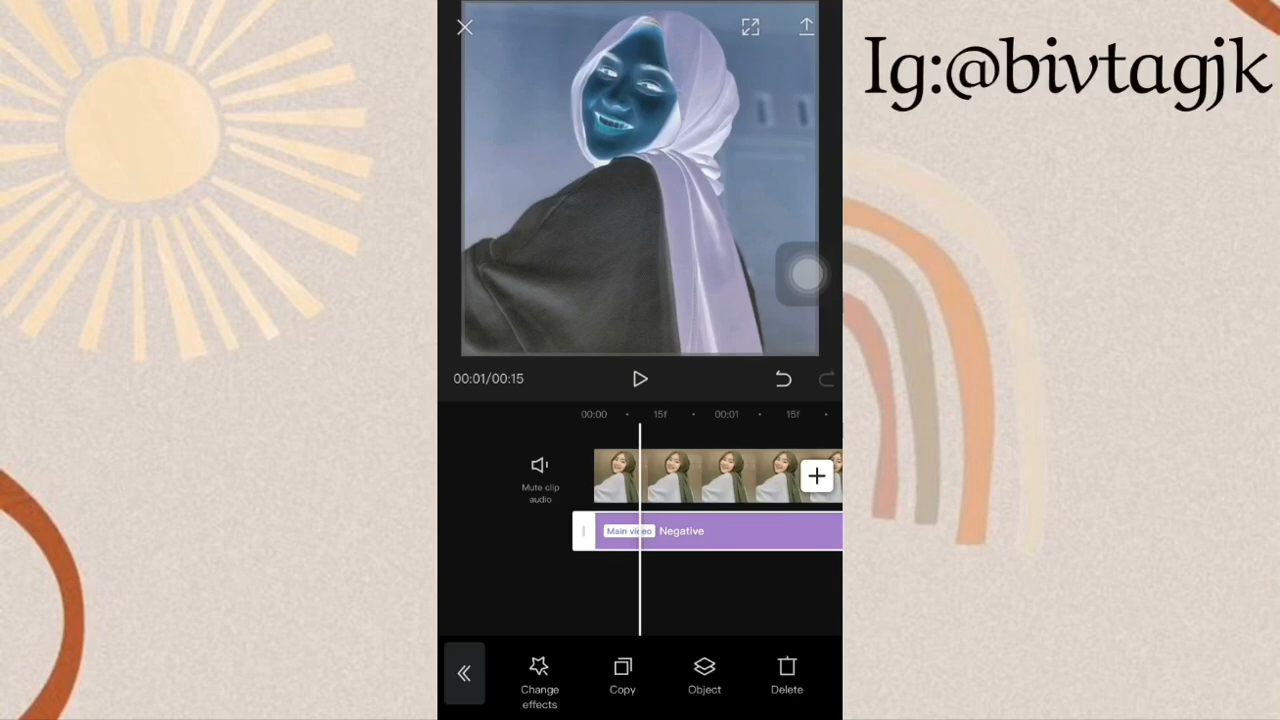 Ig:@bivtagjk
00:01/00:15
00:00 15f 00:01 15f
Mute clip
audio
Main video Negative
Change
effects
Copy
Object
Delete